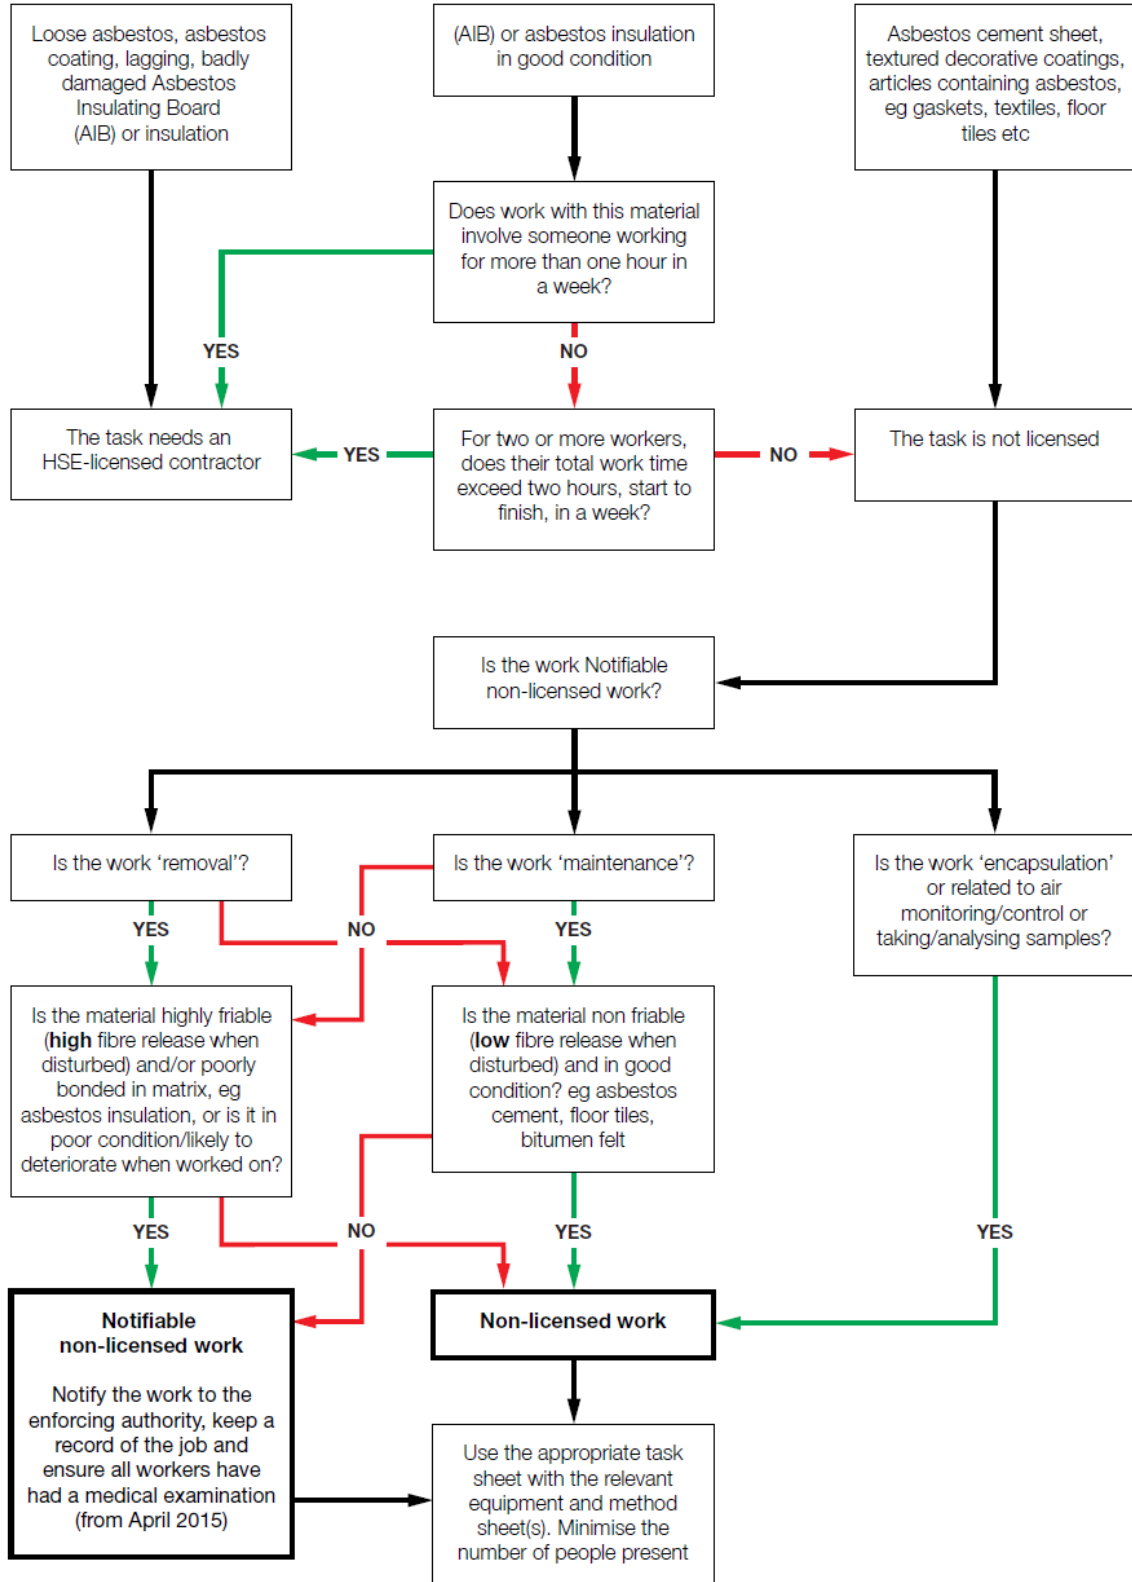 Loose asbestos, asbestos
coating, lagging, badly
damaged Asbestos
Insulating Board
(AIB) or insulation
(AIB) or asbestos insulation
in good condition
Asbestos cement sheet,
textured decorative coatings,
articles containing asbestos,
eg gaskets, textiles, floor
tiles etc
Does work with this material
involve someone working
for more than one hour in
a week?
YES
NO
The task needs an
HSE-licensed contractor
YES
For two or more workers,
does their total work time
exceed two hours, start to
finish, in a week?
NO
The task is not licensed
Is the work Notifiable
non-licensed work?
Is the work ‘removal’?
Is the work ‘maintenance’?
Is the work ‘encapsulation’
or related to air
monitoring/control or
taking/analysing samples?
YES
NO
YES
Is the material highly friable
(high fibre release when
disturbed) and/or poorly
bonded in matrix, eg
asbestos insulation, or is it in
poor condition/likely to
deteriorate when worked on?
Is the material non friable
(low fibre release when
disturbed) and in good
condition? eg asbestos
cement, floor tiles,
bitumen felt
YES
NO
YES
YES
Notifiable
non-licensed work
Notify the work to the
enforcing authority, keep a
record of the job and
ensure all workers have
had a medical examination
(from April 2015)
Non-licensed work
Use the appropriate task
sheet with the relevant
equipment and method
sheet(s). Minimise the
number of people present